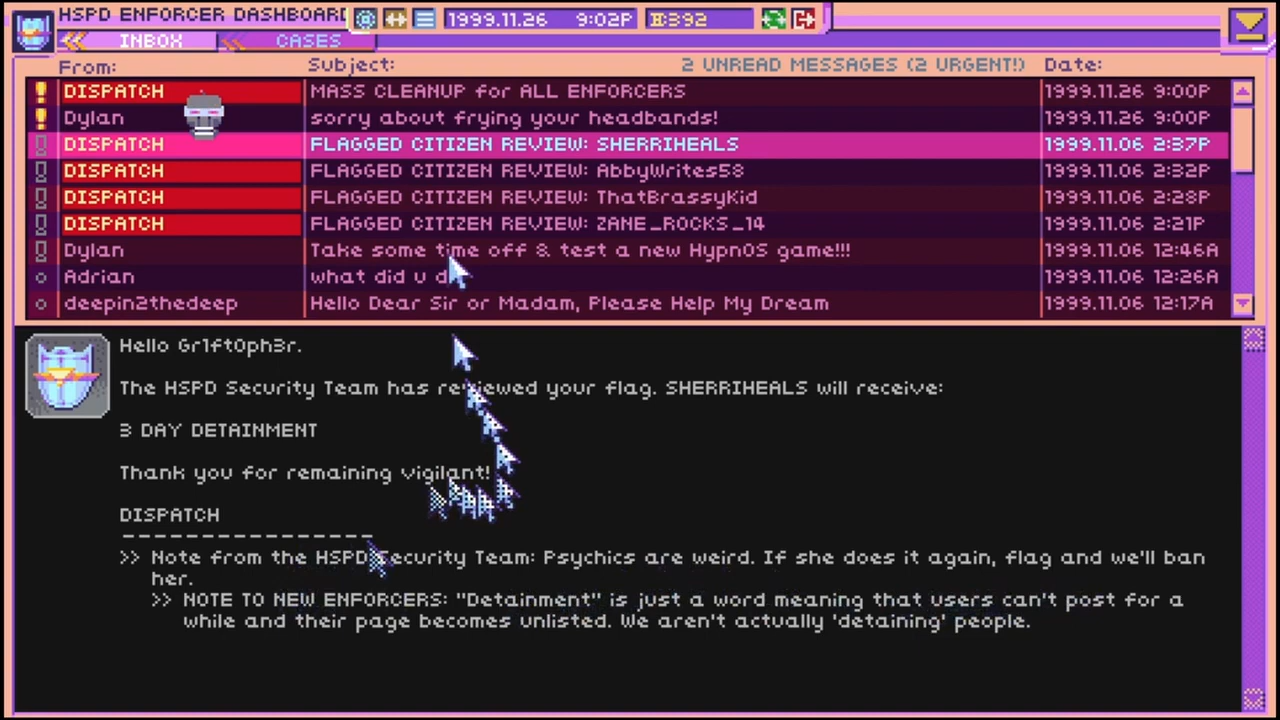 HSPD ENFORCER DASHBOARD 1999.11.26 9:02P 392
INBOX CASES
From: Subject: 2 UNREAD MESSAGES (2 URGENT!) Date:
DISPATCH MASS CLEANUP for ALL ENFORCERS 1999.11.26 9:00P
Dylan sorry about frying your headbands! 1999.11.26 9:00P
DISPATCH FLAGGED CITIZEN REVIEW: SHERRIHEALS 1999.11.06 2:37P
DISPATCH FLAGGED CITIZEN REVIEW: AbbyWrites58 1999.11.06 2:32P
DISPATCH FLAGGED CITIZEN REVIEW: ThatBrassyKid 1999.11.06 2:28P
DISPATCH FLAGGED CITIZEN REVIEW: ZANE_ROCKS_14 1999.11.06 2:21P
Dylan Take some time off & test a new HypnOS game!!! 1999.11.06 12:46A
Adrian what did u d 1999.11.06 12:26A
deepin2thedeep Hello Dear Sir or Madam, Please Help My Dream 1999.11.06 12:17A
Hello Gr1ft0ph3r.
The HSPD Security Team has reviewed your flag. SHERRIHEALS will receive:
3 DAY DETAINMENT
Thank you for remaining vigilant!
DISPATCH
----------------
>> Note from the HSPD Security Team: Psychics are weird. If she does it again, flag and we'll ban
her.
>> NOTE TO NEW ENFORCERS: "Detainment" is just a word meaning that users can't post for a
while and their page becomes unlisted. We aren't actually 'detaining' people.